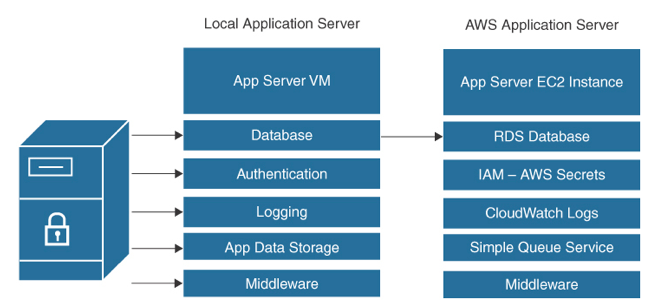 Local Application Server
App Server VM
Database
Authentication
Logging
App Data Storage
Middleware
AWS Application Server
App Server EC2 Instance
RDS Database
IAM – AWS Secrets
CloudWatch Logs
Simple Queue Service
Middleware